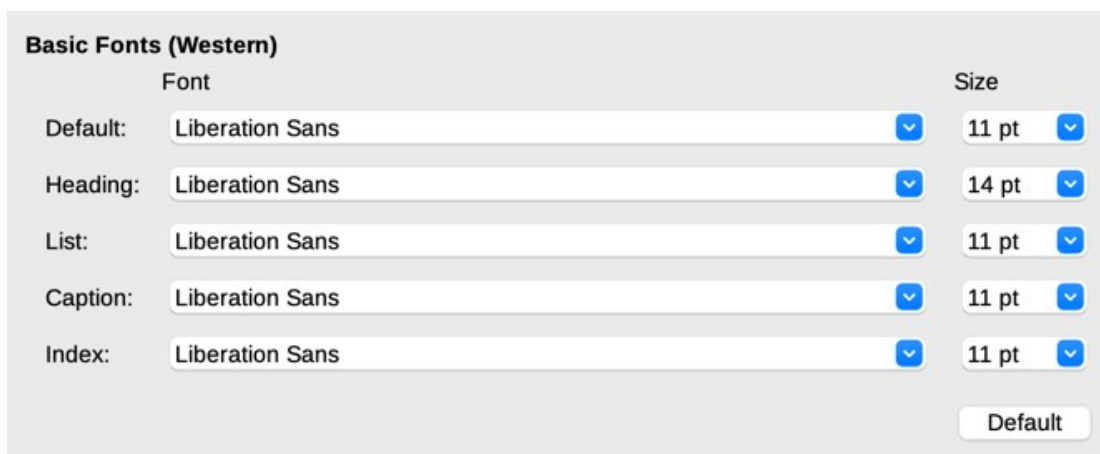 Basic Fonts (Western)
Font Size
Default: Liberation Sans 11 pt
Heading: Liberation Sans 14 pt
List: Liberation Sans 11 pt
Caption: Liberation Sans 11 pt
Index: Liberation Sans 11 pt
Default